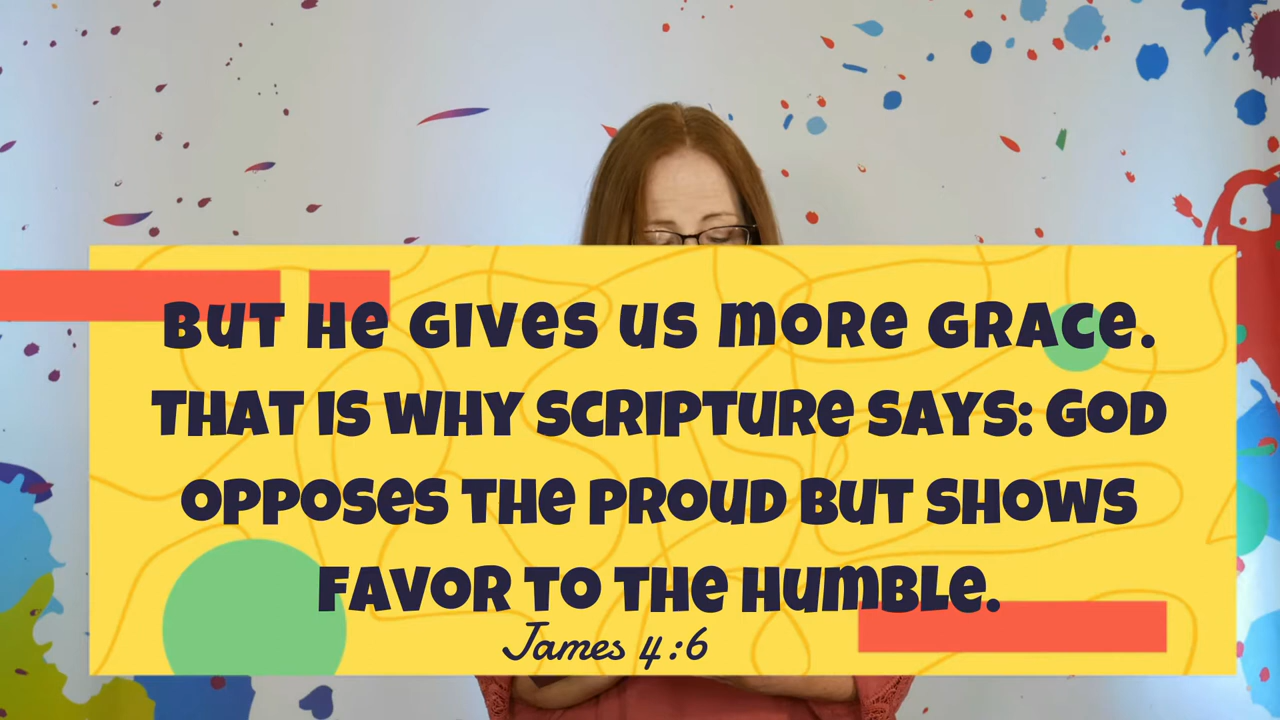 But He gives us more grace.
That is why Scripture says: God
opposes the proud but shows
favor to the humble.
James 4:6